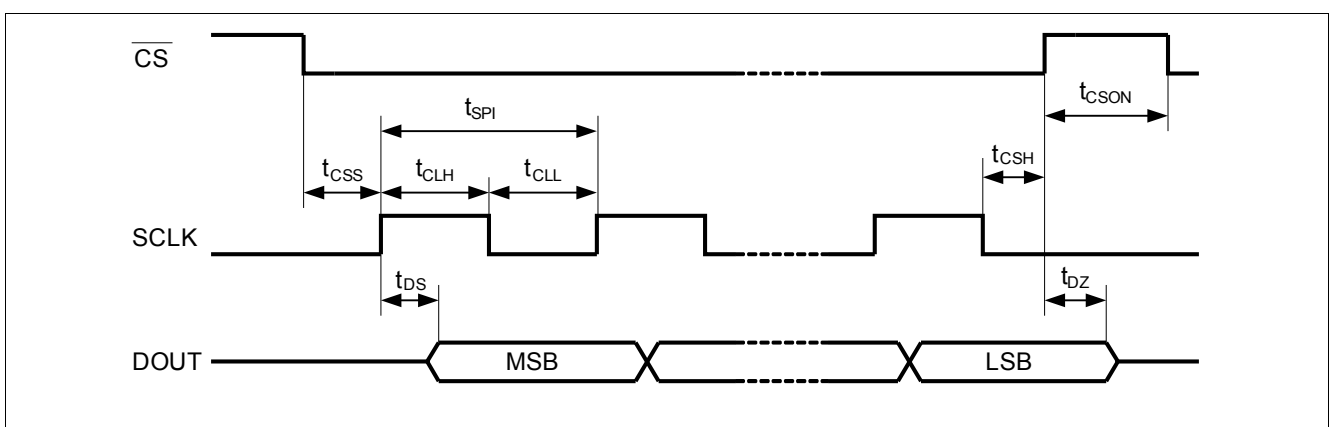 CS
tSPI
tCSON
tCSS tCLH tCLL
tCSH
SCLK
tDS
tDZ
DOUT MSB LSB